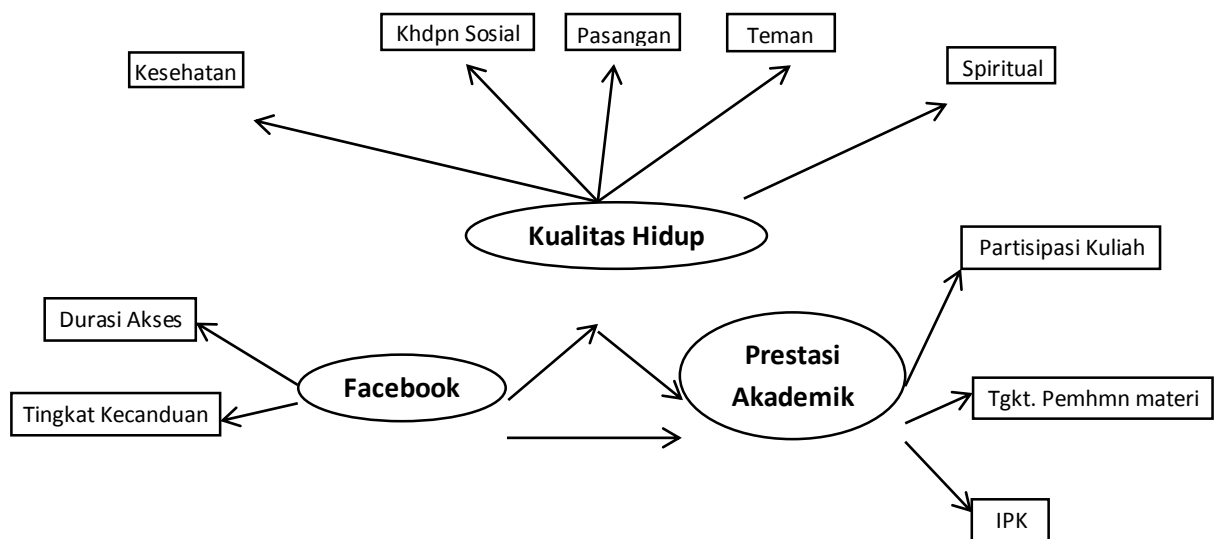 Khdpn Sosial
Pasangan
Teman
Kesehatan
Spiritual
Kualitas Hidup
Partisipasi Kuliah
Durasi Akses
Prestasi
Akademik
Facebook
Tingkat Kecanduan
Tgkt. Pemhmn materi
IPK